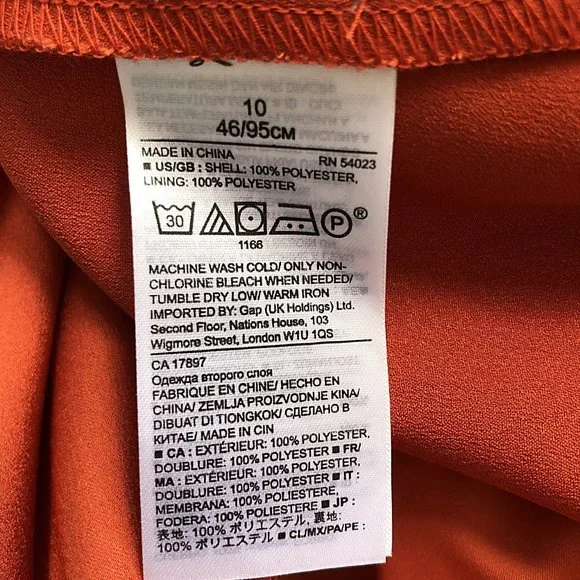 10
46/95CM
MADE IN CHINA RN 54023
■ US/GB : SHELL: 100% POLYESTER,
LINING: 100% POLYESTER
30 P®
1166
MACHINE WASH COLD/ ONLY NON-
CHLORINE BLEACH WHEN NEEDED/
TUMBLE DRY LOW/ WARM IRON
IMPORTED BY: Gap (UK Holdings) Ltd.
Second Floor, Nations House, 103
Wigmore Street, London W1U 1QS
CA 17897
Одежда второго слоя
FABRIQUE EN CHINE/ HECHO EN
CHINA/ ZEMLJA PROIZVODNJE KINA/
DIBUAT DI TIONGKOK/ СДЕЛАНО В
КИТАЕ/ MADE IN CIN
■ CA : EXTÉRIEUR: 100% POLYESTER,
DOUBLURE: 100% POLYESTER ■ FR/
MA : EXTÉRIEUR: 100% POLYESTER,
DOUBLURE: 100% POLYESTER ■ IT :
MEMBRANA: 100% POLIESTERE,
FODERA: 100% POLIESTERE ■ JP :
表地: 100% ポリエステル, 裏地:
100% ポリエステル ■ CL/MX/PA/PE :